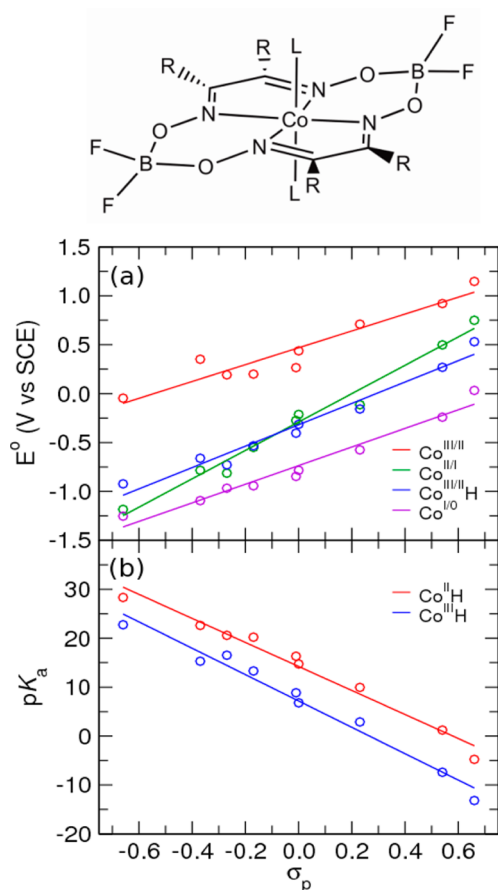 F
R R L O B F
N O
N Co N
O N
F B O L R R
F
(a)
E° (V vs SCE)
1.5
1.0
0.5
0.0
-0.5
-1.0
-1.5
Co^III/II
Co^II/I
Co^III/II H
Co^I/0
(b)
pKa
30
20
10
0
-10
-20
Co^II H
Co^III H
-0.6 -0.4 -0.2 0.0 0.2 0.4 0.6
σp